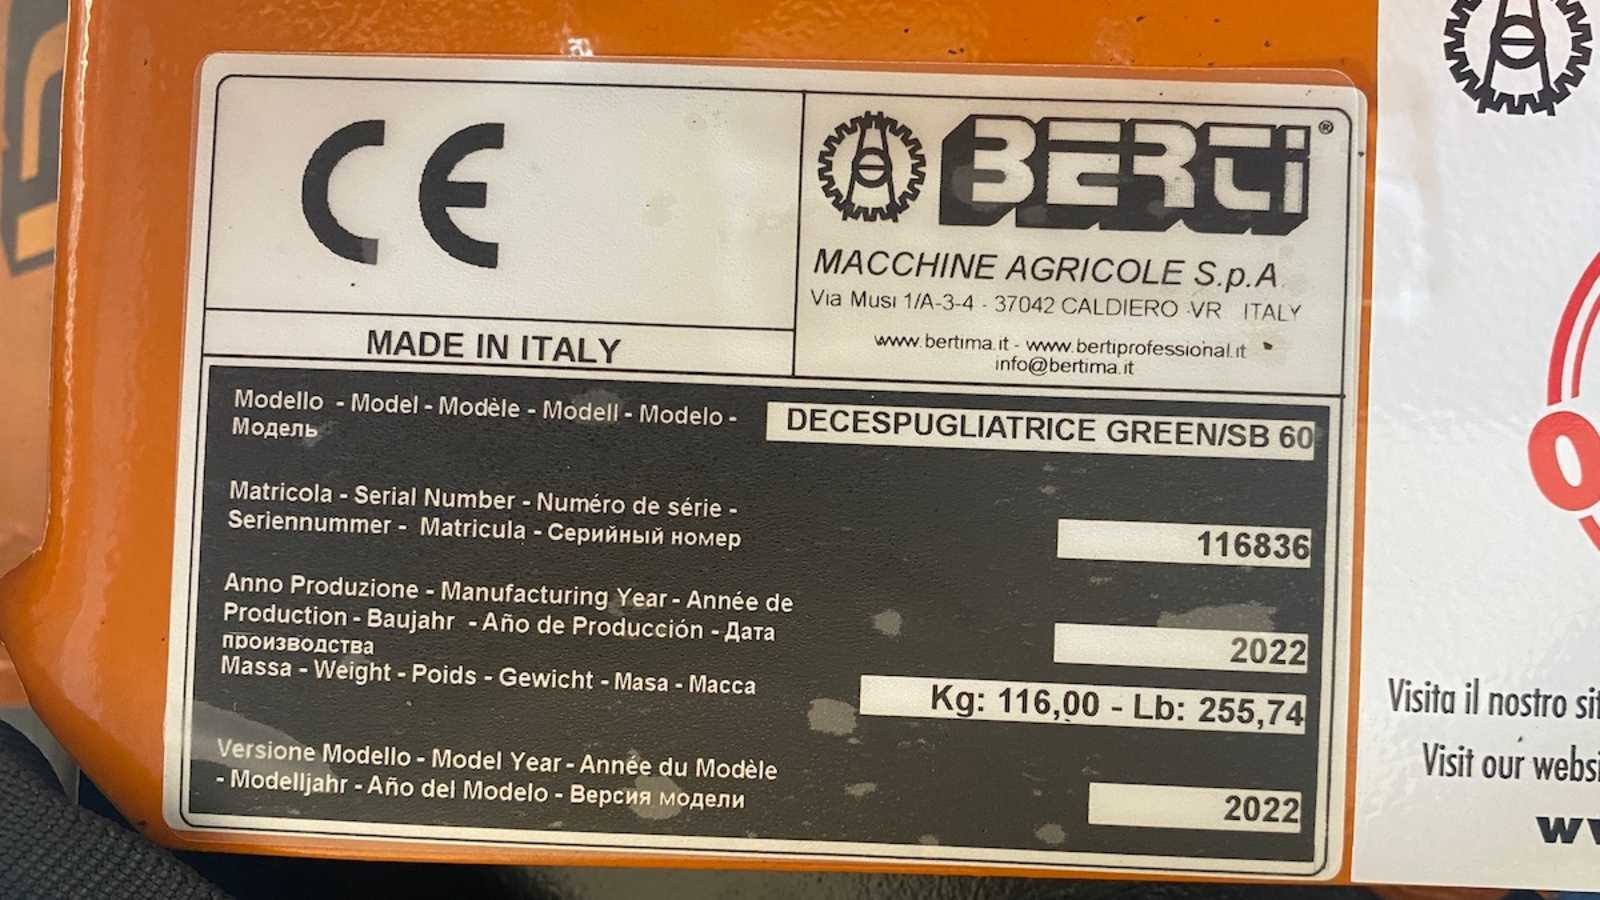 CE
BERTI®
MACCHINE AGRICOLE S.p.A.
Via Musi 1/A-3-4 - 37042 CALDIERO VR ITALY
www.bertima.it - www.bertiprofessional.it
info@bertima.it
MADE IN ITALY
Modello - Model - Modèle - Modell - Modelo -
Модель
DECESPUGLIATRICE GREEN/SB 60
Matricola - Serial Number - Numéro de série -
Seriennummer - Matricula - Серийный номер
116836
Anno Produzione - Manufacturing Year - Année de
Production - Baujahr - Año de Producción - Дата
производства
2022
Massa - Weight - Poids - Gewicht - Masa - Масса
Kg: 116,00 - Lb: 255,74
Versione Modello - Model Year - Année du Modèle
- Modelljahr - Año del Modelo - Версия модели
2022
Visita il nostro
Visit our